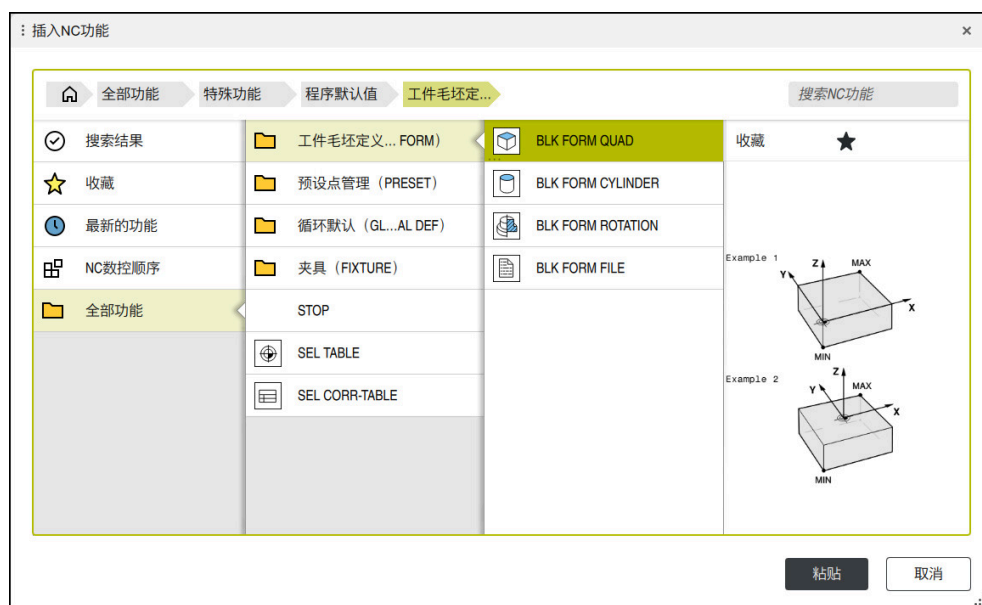 插入NC功能
全部功能 特殊功能 程序默认值 工件毛坯定... 搜索NC功能
搜索结果
收藏
最新的功能
NC数控顺序
全部功能
工件毛坯定义... FORM)
预设点管理（PRESET）
循环默认（GL...AL DEF)
夹具（FIXTURE）
STOP
SEL TABLE
SEL CORR-TABLE
BLK FORM QUAD
BLK FORM CYLINDER
BLK FORM ROTATION
BLK FORM FILE
收藏
Example 1
Z
MAX
Y
X
MIN
Example 2
Z
MAX
Y
X
MIN
粘贴 取消